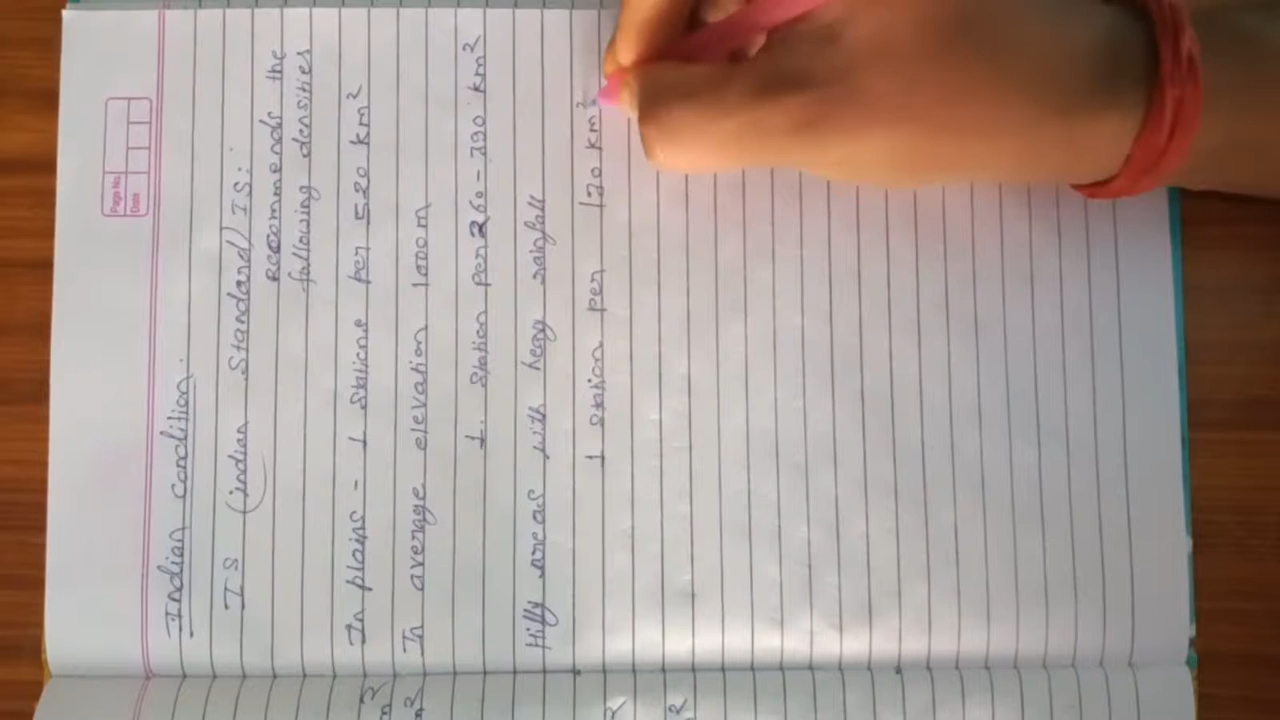 Page No.
Date
Indian condition.
IS (indian Standard) IS:
recommends the
following densities
In plains - 1 stations per 520 km²
In average elevation 1000m
1. station per 260-390 km²
Hilly areas with heavy rainfall
1 station per 130 km²